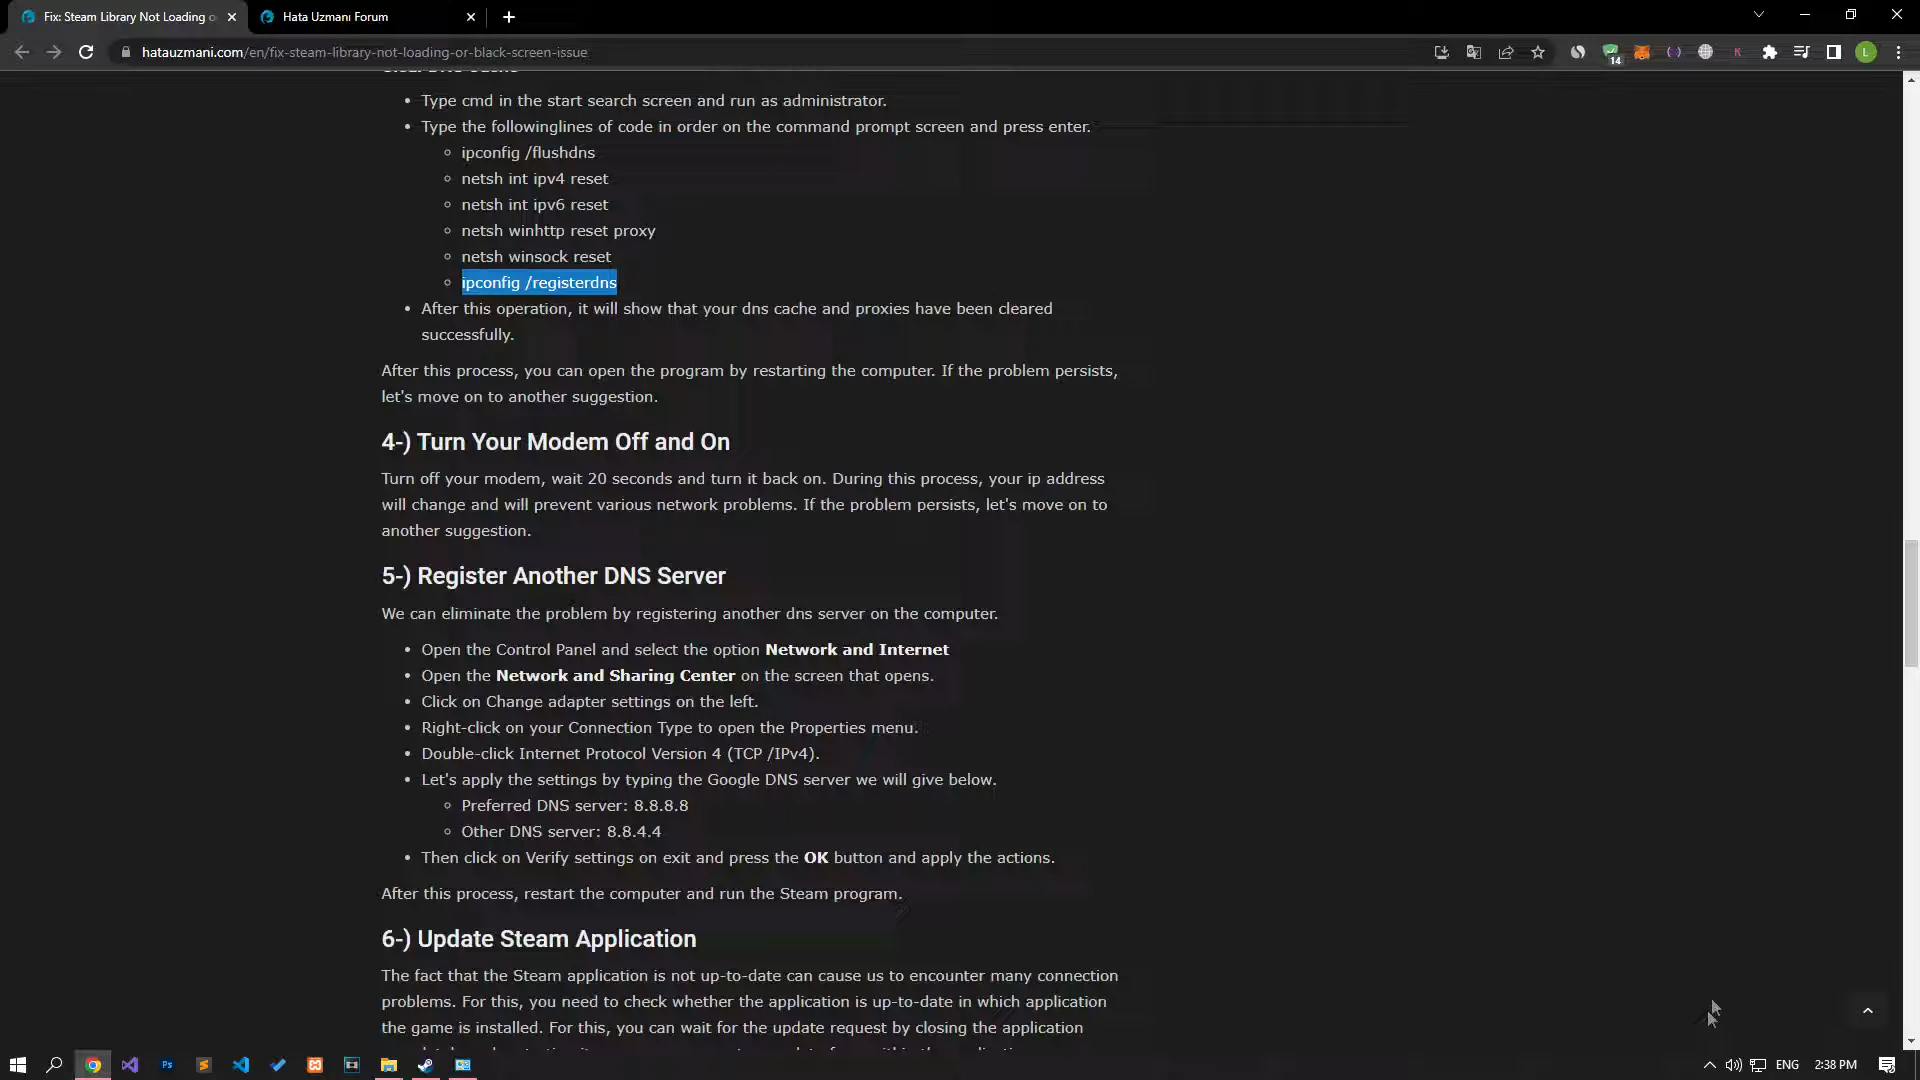 Fix: Steam Library Not Loading o
Hata Uzmanı Forum
hatauzmani.com/en/fix-steam-library-not-loading-or-black-screen-issue
14
K
L
Type cmd in the start search screen and run as administrator.
Type the followinglines of code in order on the command prompt screen and press enter.
ipconfig /flushdns
netsh int ipv4 reset
netsh int ipv6 reset
netsh winhttp reset proxy
netsh winsock reset
ipconfig /registerdns
After this operation, it will show that your dns cache and proxies have been cleared
successfully.
After this process, you can open the program by restarting the computer. If the problem persists,
let's move on to another suggestion.
4-) Turn Your Modem Off and On
Turn off your modem, wait 20 seconds and turn it back on. During this process, your ip address
will change and will prevent various network problems. If the problem persists, let's move on to
another suggestion.
5-) Register Another DNS Server
We can eliminate the problem by registering another dns server on the computer.
Open the Control Panel and select the option Network and Internet
Open the Network and Sharing Center on the screen that opens.
Click on Change adapter settings on the left.
Right-click on your Connection Type to open the Properties menu.
Double-click Internet Protocol Version 4 (TCP /IPv4).
Let's apply the settings by typing the Google DNS server we will give below.
Preferred DNS server: 8.8.8.8
Other DNS server: 8.8.4.4
Then click on Verify settings on exit and press the OK button and apply the actions.
After this process, restart the computer and run the Steam program.
6-) Update Steam Application
The fact that the Steam application is not up-to-date can cause us to encounter many connection
problems. For this, you need to check whether the application is up-to-date in which application
the game is installed. For this, you can wait for the update request by closing the application
Ps
ENG
2:38 PM